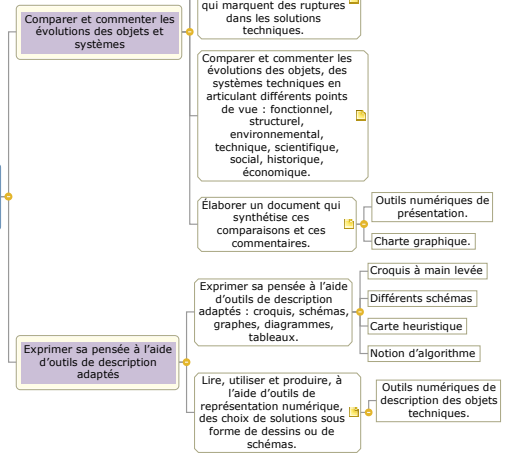 qui marquent des ruptures
dans les solutions
techniques.
Comparer et commenter les
évolutions des objets et
systèmes
Comparer et commenter les
évolutions des objets, des
systèmes techniques en
articulant différents points
de vue : fonctionnel,
structurel,
environnemental,
technique, scientifique,
social, historique,
économique.
Élaborer un document qui
synthétise ces
comparaisons et ces
commentaires.
Outils numériques de
présentation.
Charte graphique.
Exprimer sa pensée à l’aide
d’outils de description
adaptés
Exprimer sa pensée à l’aide
d’outils de description
adaptés : croquis, schémas,
graphes, diagrammes,
tableaux.
Croquis à main levée
Différents schémas
Carte heuristique
Notion d’algorithme
Lire, utiliser et produire, à
l’aide d’outils de
représentation numérique,
des choix de solutions sous
forme de dessins ou de
schémas.
Outils numériques de
description des objets
techniques.